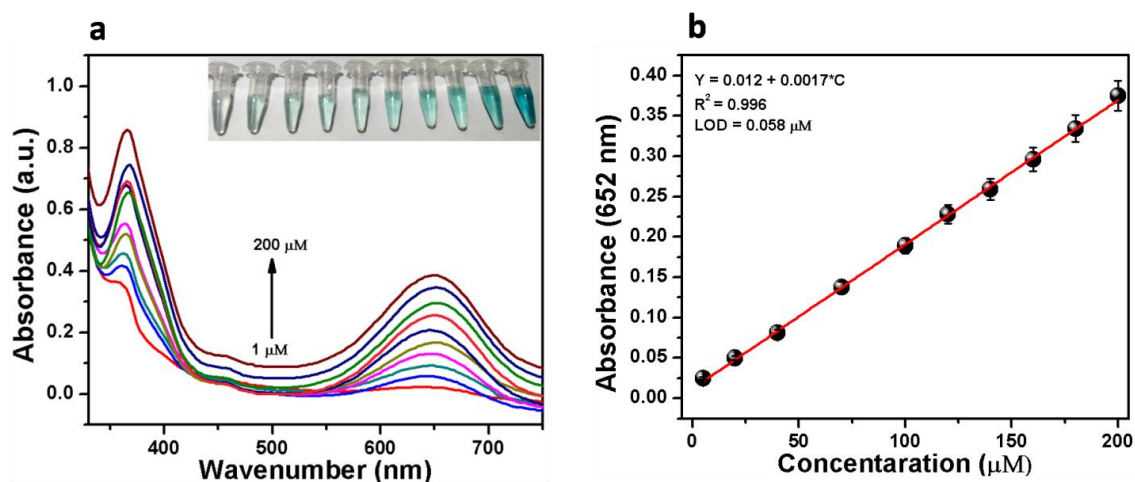 a
1.0
0.8
0.6
0.4
0.2
0.0
Absorbance (a.u.)
200 μM
1 μM
400
500
600
700
Wavenumber (nm)
b
0.40
0.35
0.30
0.25
0.20
0.15
0.10
0.05
0.00
Absorbance (652 nm)
Y = 0.012 + 0.0017*C
R² = 0.996
LOD = 0.058 μM
0
50
100
150
200
Concentaration (μM)